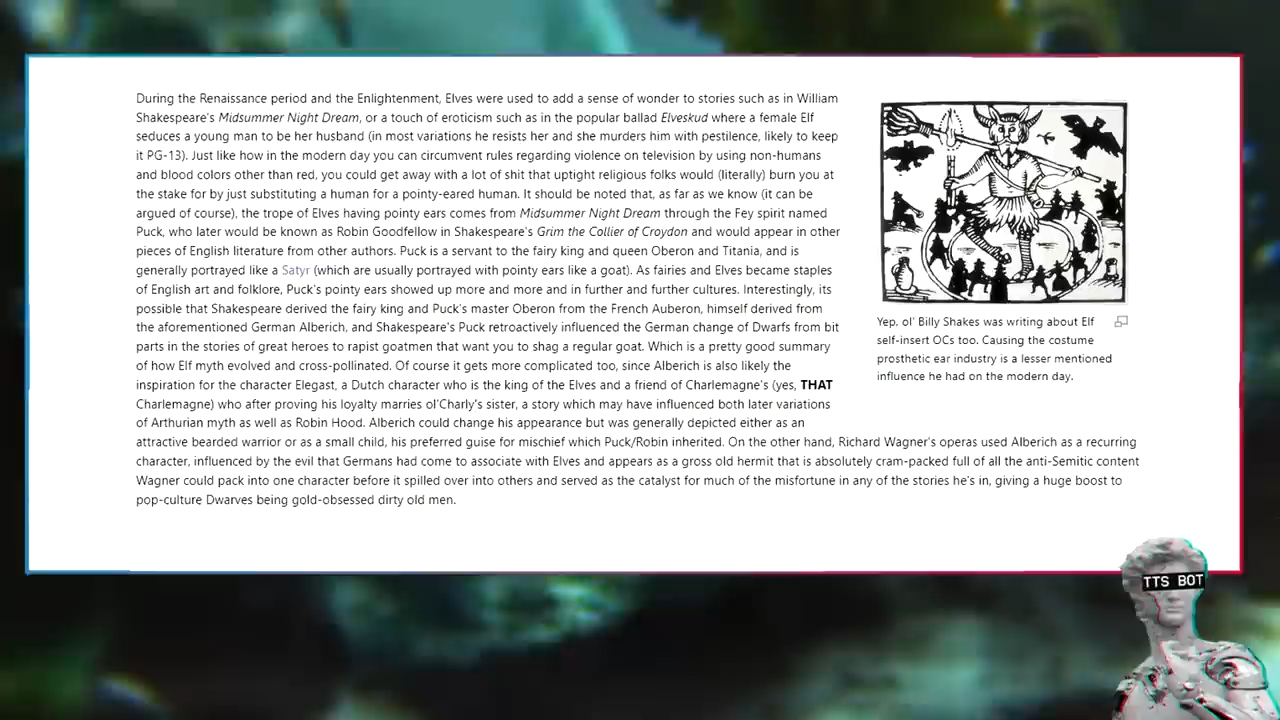 During the Renaissance period and the Enlightenment, Elves were used to add a sense of wonder to stories such as in William
Shakespeare's Midsummer Night Dream, or a touch of eroticism such as in the popular ballad Elveskud where a female Elf
seduces a young man to be her husband (in most variations he resists her and she murders him with pestilence, likely to keep
it PG-13). Just like how in the modern day you can circumvent rules regarding violence on television by using non-humans
and blood colors other than red, you could get away with a lot of shit that uptight religious folks would (literally) burn you at
the stake for by just substituting a human for a pointy-eared human. It should be noted that, as far as we know (it can be
argued of course), the trope of Elves having pointy ears comes from Midsummer Night Dream through the Fey spirit named
Puck, who later would be known as Robin Goodfellow in Shakespeare's Grim the Collier of Croydon and would appear in other
pieces of English literature from other authors. Puck is a servant to the fairy king and queen Oberon and Titania, and is
generally portrayed like a Satyr (which are usually portrayed with pointy ears like a goat). As fairies and Elves became staples
of English art and folklore, Puck's pointy ears showed up more and more and in further and further cultures. Interestingly, its
possible that Shakespeare derived the fairy king and Puck's master Oberon from the French Auberon, himself derived from
the aforementioned German Alberich, and Shakespeare's Puck retroactively influenced the German change of Dwarfs from bit
parts in the stories of great heroes to rapist goatmen that want you to shag a regular goat. Which is a pretty good summary
of how Elf myth evolved and cross-pollinated. Of course it gets more complicated too, since Alberich is also likely the
inspiration for the character Elegast, a Dutch character who is the king of the Elves and a friend of Charlemagne's (yes, THAT
Charlemagne) who after proving his loyalty marries ol'Charly's sister, a story which may have influenced both later variations
of Arthurian myth as well as Robin Hood. Alberich could change his appearance but was generally depicted either as an
attractive bearded warrior or as a small child, his preferred guise for mischief which Puck/Robin inherited. On the other hand, Richard Wagner's operas used Alberich as a recurring
character, influenced by the evil that Germans had come to associate with Elves and appears as a gross old hermit that is absolutely cram-packed full of all the anti-Semitic content
Wagner could pack into one character before it spilled over into others and served as the catalyst for much of the misfortune in any of the stories he's in, giving a huge boost to
pop-culture Dwarves being gold-obsessed dirty old men.
Yep, ol' Billy Shakes was writing about Elf
self-insert OCs too. Causing the costume
prosthetic ear industry is a lesser mentioned
influence he had on the modern day.
TTS BOT